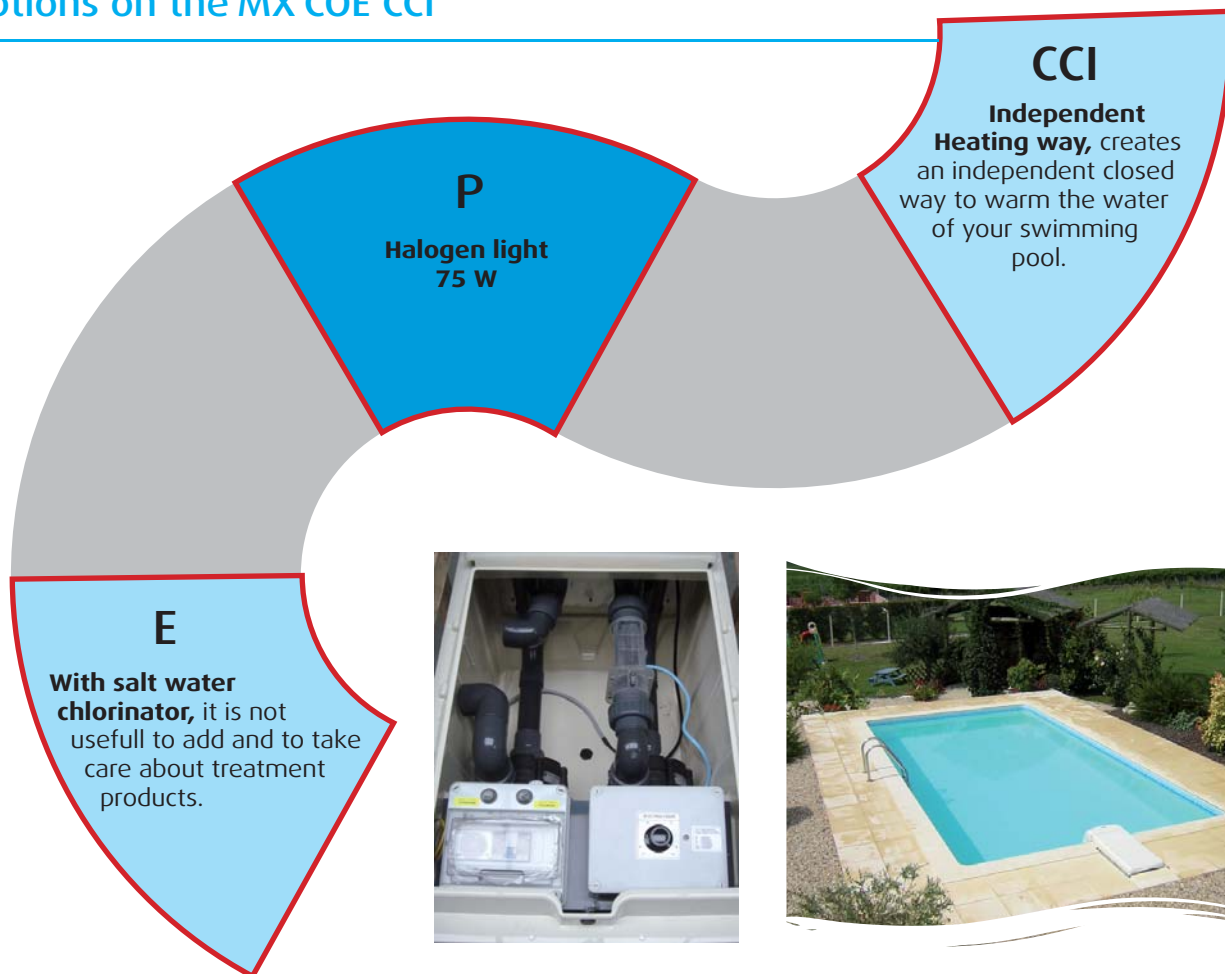 ptions on the MX COE CCI
CCI
Independent
Heating way, creates
an independent closed
way to warm the water
of your swimming
pool.
P
Halogen light
75 W
E
With salt water
chlorinator, it is not
usefull to add and to take
care about treatment
products.